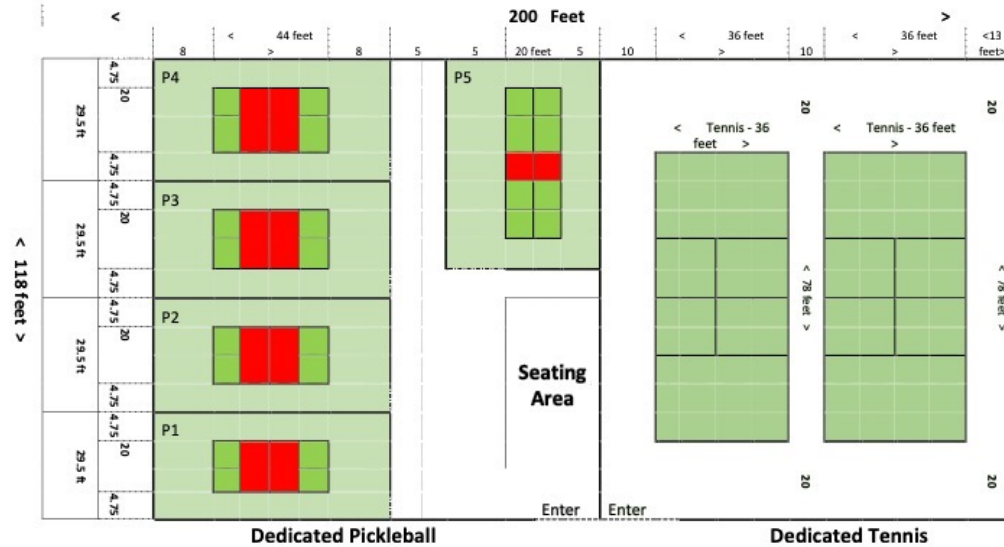 < 200 Feet >
< 44 feet < 36 feet < 36 feet <13
8 > 8 5 5 20 feet 5 10 > 10 > feet>
4.75 P4 P5
20 20 20
29.5 ft < Tennis - 36 < Tennis - 36 feet
feet > >
4.75
4.75 P3
20
29.5 ft
4.75
< 118 feet > < 78 feet > < 78 feet >
4.75 P2
20
29.5 ft
4.75 Seating
Area
4.75 P1
20
29.5 ft 20 20
4.75 Enter Enter
Dedicated Pickleball Dedicated Tennis